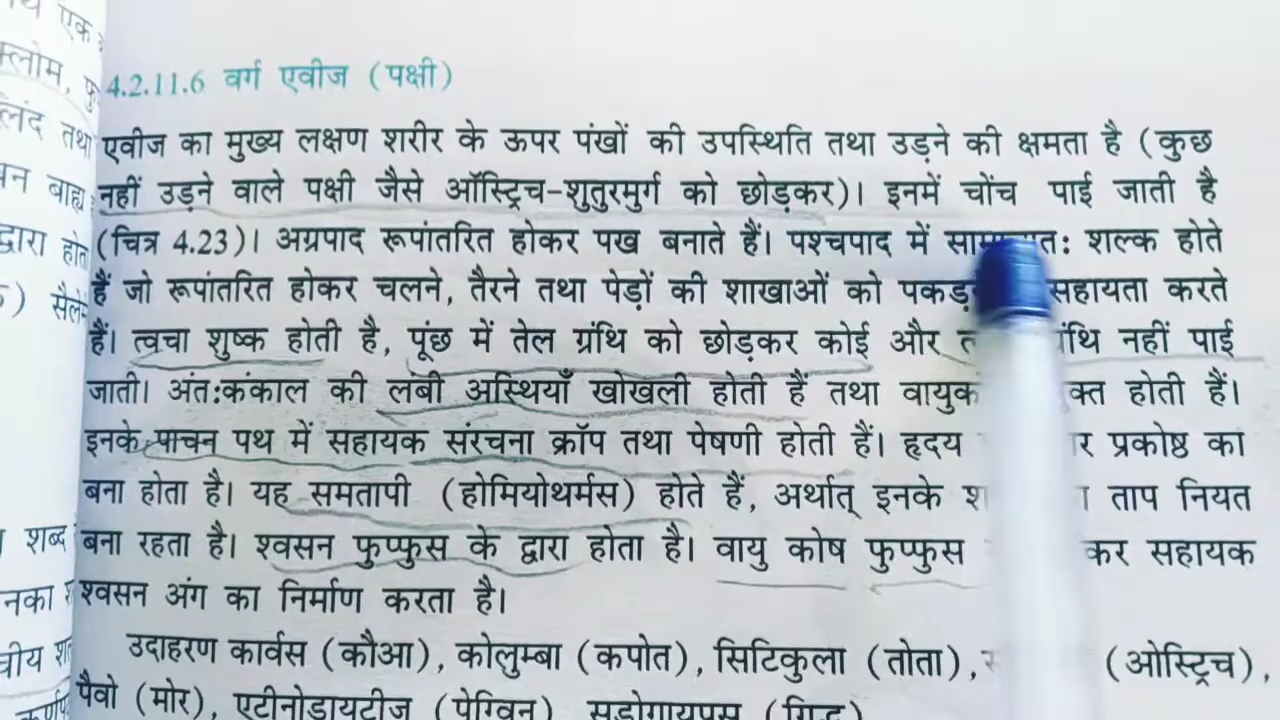 4.2.11.6 वर्ग एवीज (पक्षी)
एवीज का मुख्य लक्षण शरीर के ऊपर पंखों की उपस्थिति तथा उड़ने की क्षमता है (कुछ
नहीं उड़ने वाले पक्षी जैसे ऑस्ट्रिच-शुतुरमुर्ग को छोड़कर)। इनमें चोंच पाई जाती है
(चित्र 4.23)। अग्रपाद रूपांतरित होकर पख बनाते हैं। पश्चपाद में शल्क होते
हैं जो रूपांतरित होकर चलने, तैरने तथा पेड़ों की शाखाओं को सहायता करते
हैं। त्वचा शुष्क होती है, पूंछ में तेल ग्रंथि को छोड़कर कोई और नहीं पाई
जाती। अंत:कंकाल की लंबी अस्थियाँ खोखली होती हैं तथा होती हैं।
इनके पाचन पथ में सहायक संरचना क्रॉप तथा पेषणी होती हैं। हृदय प्रकोष्ठ का
बना होता है। यह समतापी (होमियोथर्मस) होते हैं, अर्थात् इनके ताप नियत
बना रहता है। श्वसन फुप्फुस के द्वारा होता है। वायु कोष फुप्फुस कर सहायक
श्वसन अंग का निर्माण करता है।
उदाहरण कार्वस (कौआ), कोलुम्बा (कपोत), सिटिकुला (तोता), (ओस्ट्रिच),
पैवो (मोर), एटीनोडायटीज (पेग्विन)